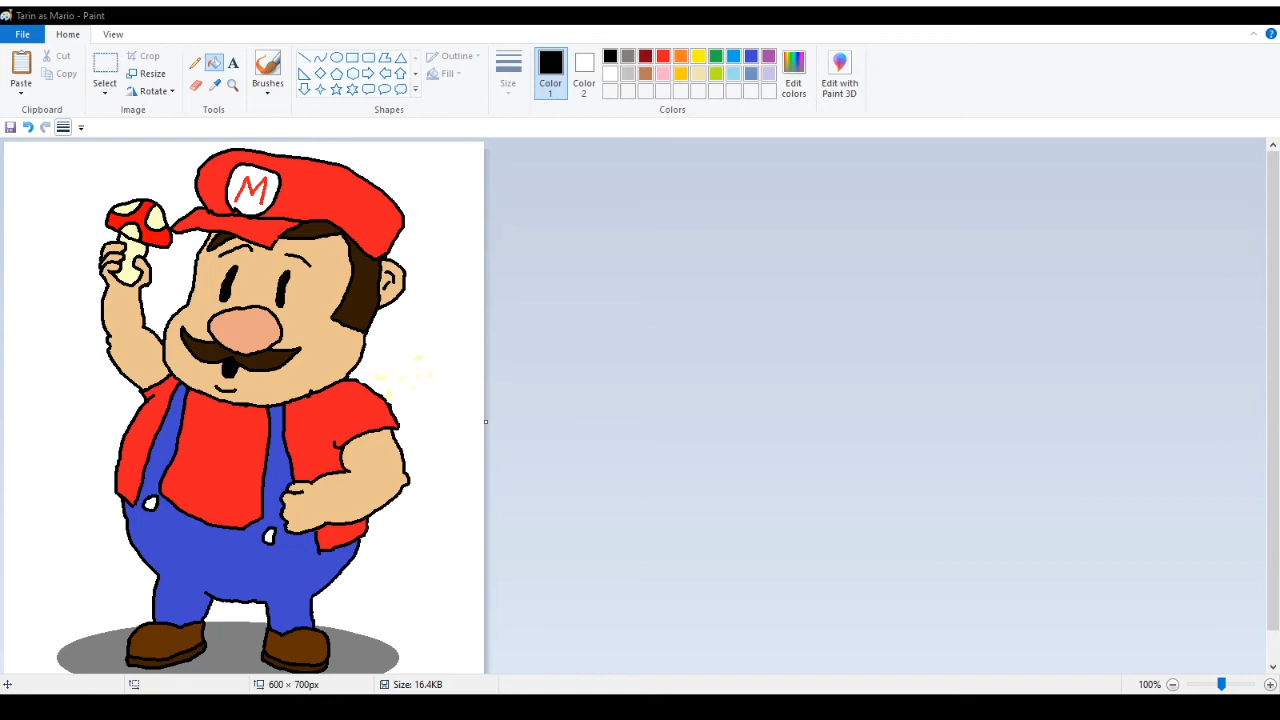 Tarin as Mario - Paint
File Home View
Paste Cut Copy Clipboard
Select Crop Resize Rotate Image
A Tools
Brushes
Outline Fill Shapes
Size
Color 1 Color 2
Edit colors Colors
Edit with Paint 3D
M
600 × 700px Size: 16.4KB 100%